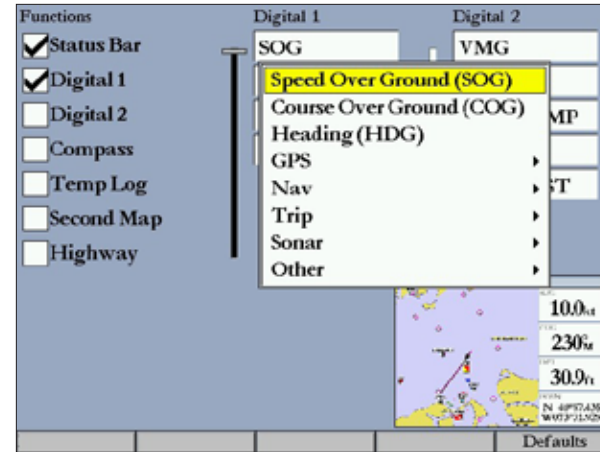 Functions
Digital 1
Digital 2
Status Bar
SOG
VMG
Digital 1
Speed Over Ground (SOG)
Digital 2
Course Over Ground (COG)
MP
Compass
Heading (HDG)
GPS
Temp Log
Nav
ST
Second Map
Trip
Highway
Sonar
Other
10.0
230°
30.9
Defaults